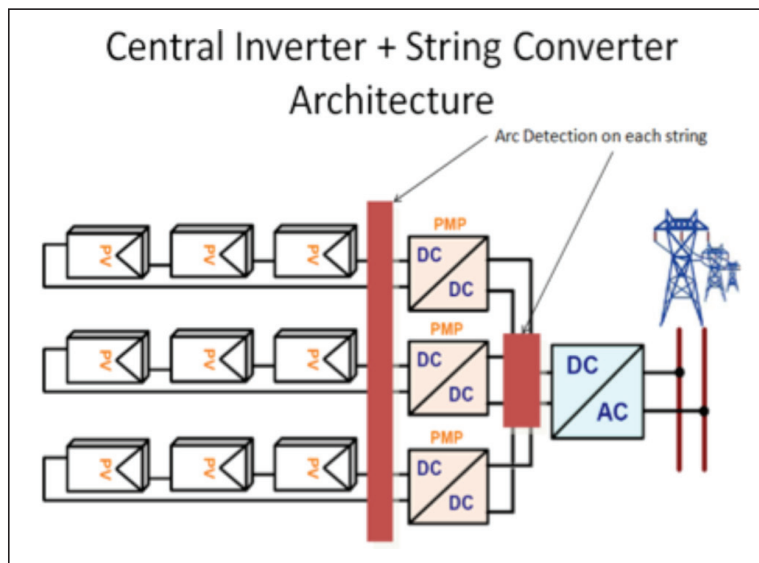 Central Inverter + String Converter
Architecture
Arc Detection on each string
PMP
PV PV PV DC
DC
PMP
PV PV PV DC
DC
DC
AC
PMP
PV PV PV DC
DC